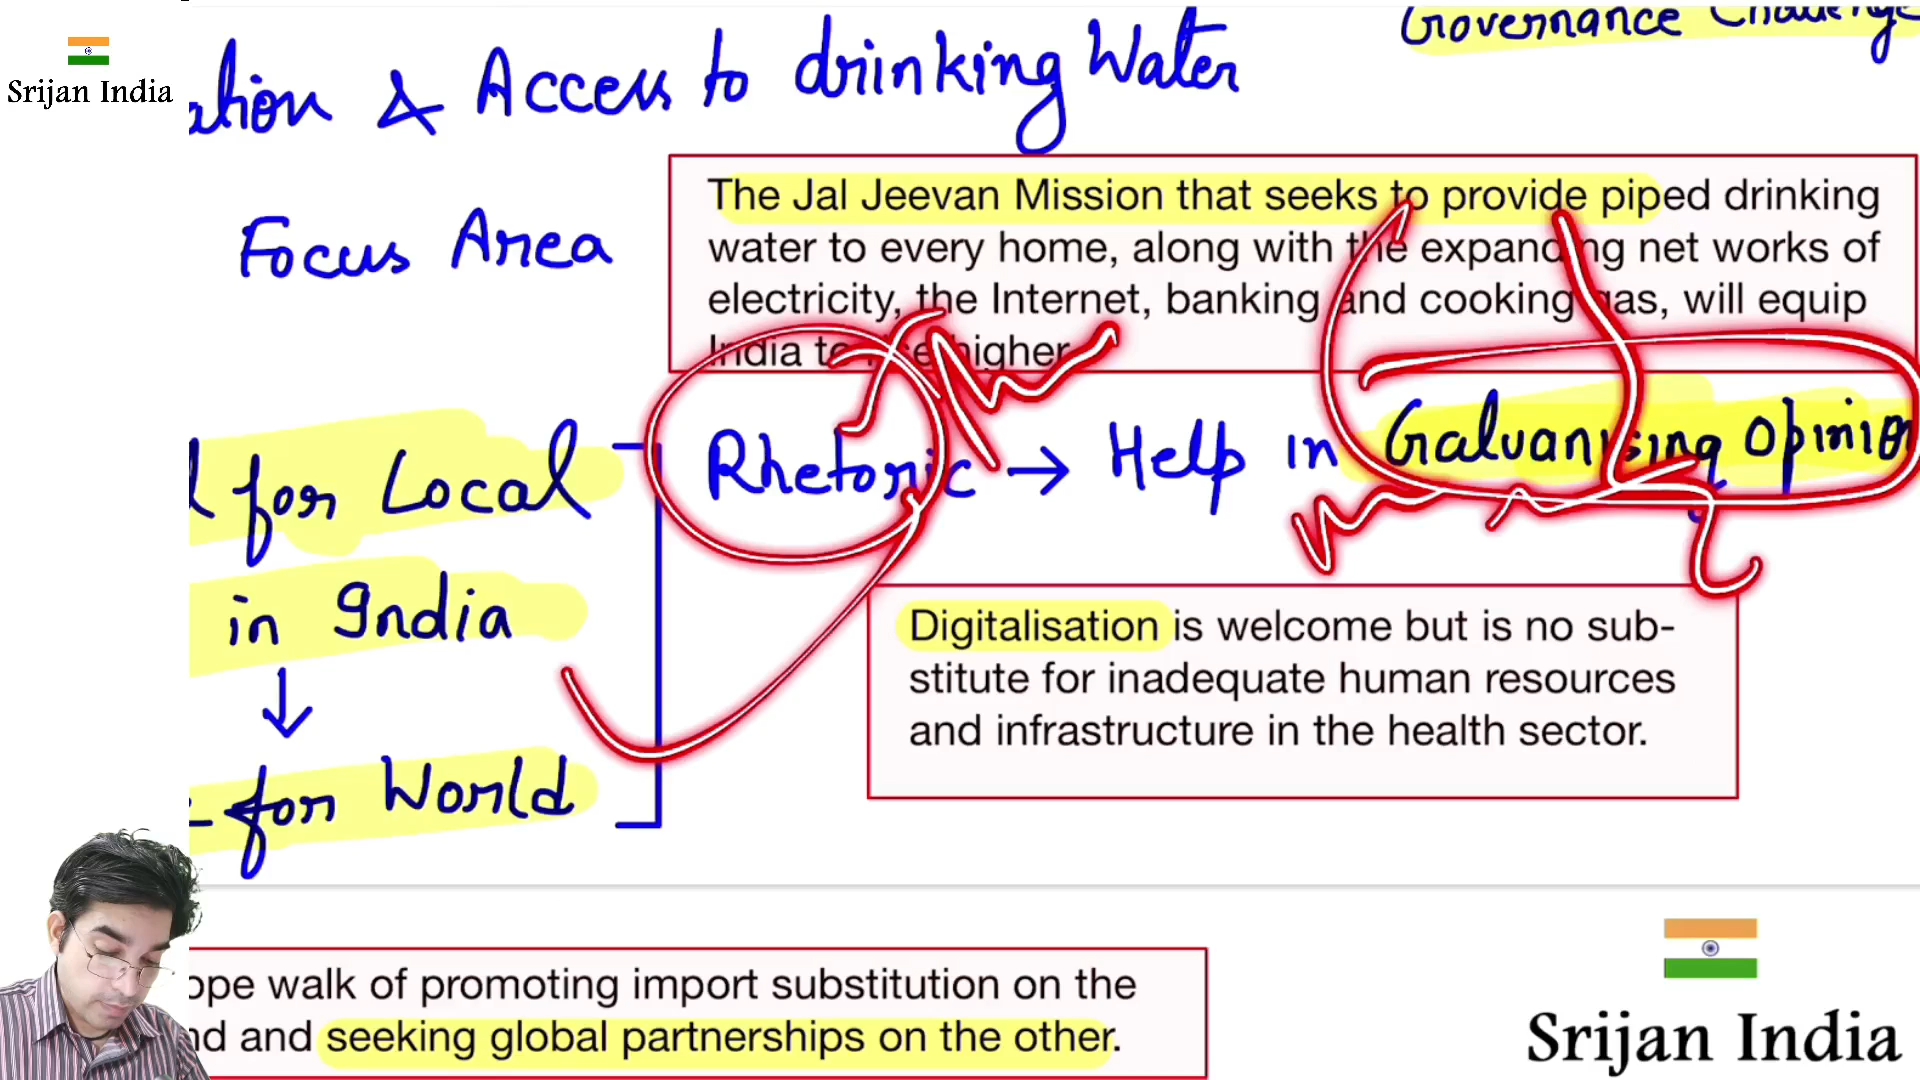 Governance Challenge
Srijan India
ation & Access to drinking Water
The Jal Jeevan Mission that seeks to provide piped drinking
water to every home, along with the expanding net works of
electricity, the Internet, banking and cooking gas, will equip
India to rise higher
Focus Area
for Local
Rhetoric → Help in Galvanising Opinion
in India
↓
for World
Digitalisation is welcome but is no sub-
stitute for inadequate human resources
and infrastructure in the health sector.
ope walk of promoting import substitution on the
nd and seeking global partnerships on the other.
Srijan India